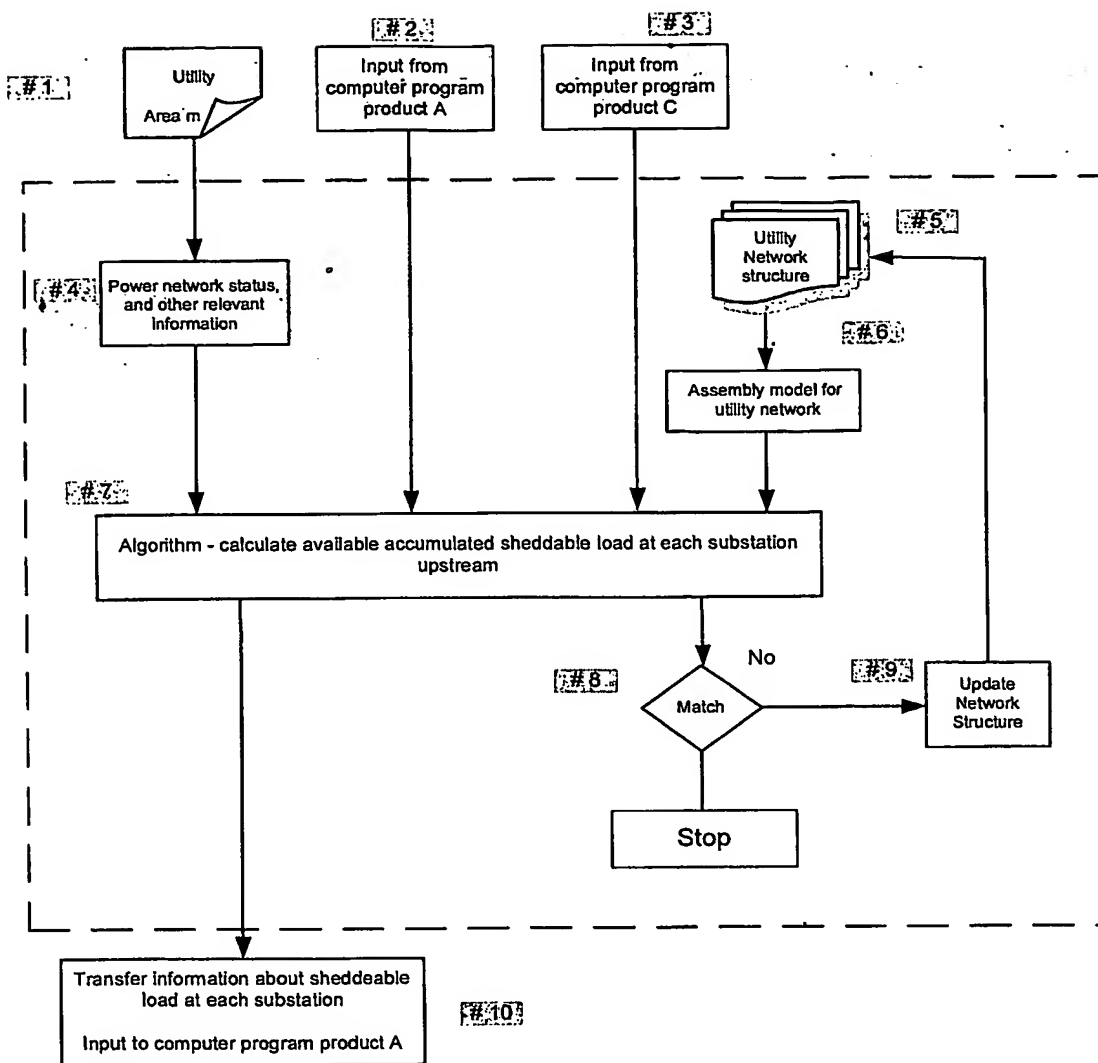 #1
Utility
Area m
#2
Input from
computer program
product A
#3
Input from
computer program
product C
#4
Power network status,
and other relevant
information
#5
Utility
Network
structure
#6
Assembly model for
utility network
#7
Algorithm - calculate available accumulated sheddable load at each substation
upstream
#8
Match
No
#9
Update
Network
Structure
Stop
Transfer information about sheddeable
load at each substation
Input to computer program product A
#10